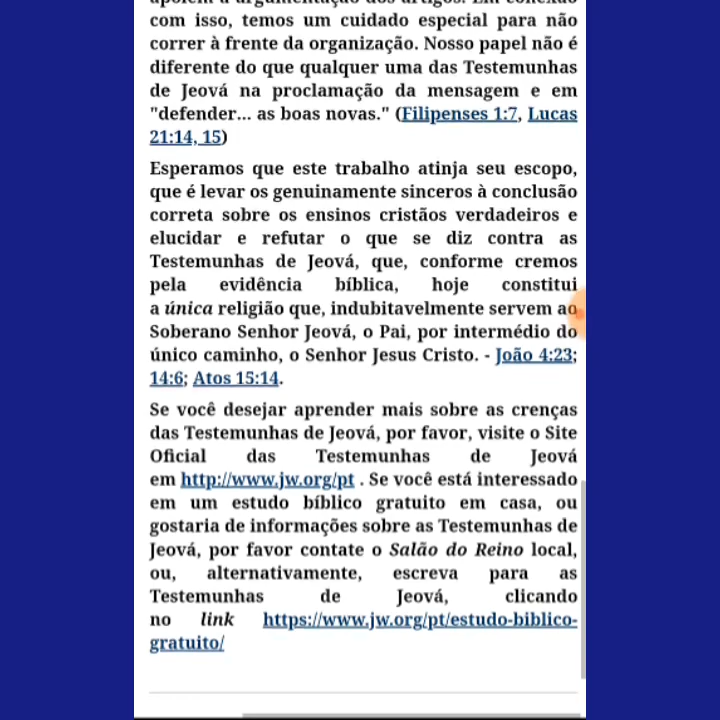 apoiem a argumentação dos artigos. Em conexão
com isso, temos um cuidado especial para não
correr à frente da organização. Nosso papel não é
diferente do que qualquer uma das Testemunhas
de Jeová na proclamação da mensagem e em
"defender... as boas novas." (Filipenses 1:7, Lucas
21:14, 15)
Esperamos que este trabalho atinja seu escopo,
que é levar os genuinamente sinceros à conclusão
correta sobre os ensinos cristãos verdadeiros e
elucidar e refutar o que se diz contra as
Testemunhas de Jeová, que, conforme cremos
pela evidência bíblica, hoje constitui
a única religião que, indubitavelmente servem ao
Soberano Senhor Jeová, o Pai, por intermédio do
único caminho, o Senhor Jesus Cristo. - João 4:23;
14:6; Atos 15:14.
Se você desejar aprender mais sobre as crenças
das Testemunhas de Jeová, por favor, visite o Site
Oficial das Testemunhas de Jeová
em http://www.jw.org/pt . Se você está interessado
em um estudo bíblico gratuito em casa, ou
gostaria de informações sobre as Testemunhas de
Jeová, por favor contate o Salão do Reino local,
ou, alternativamente, escreva para as
Testemunhas de Jeová, clicando
no link https://www.jw.org/pt/estudo-biblico-
gratuito/